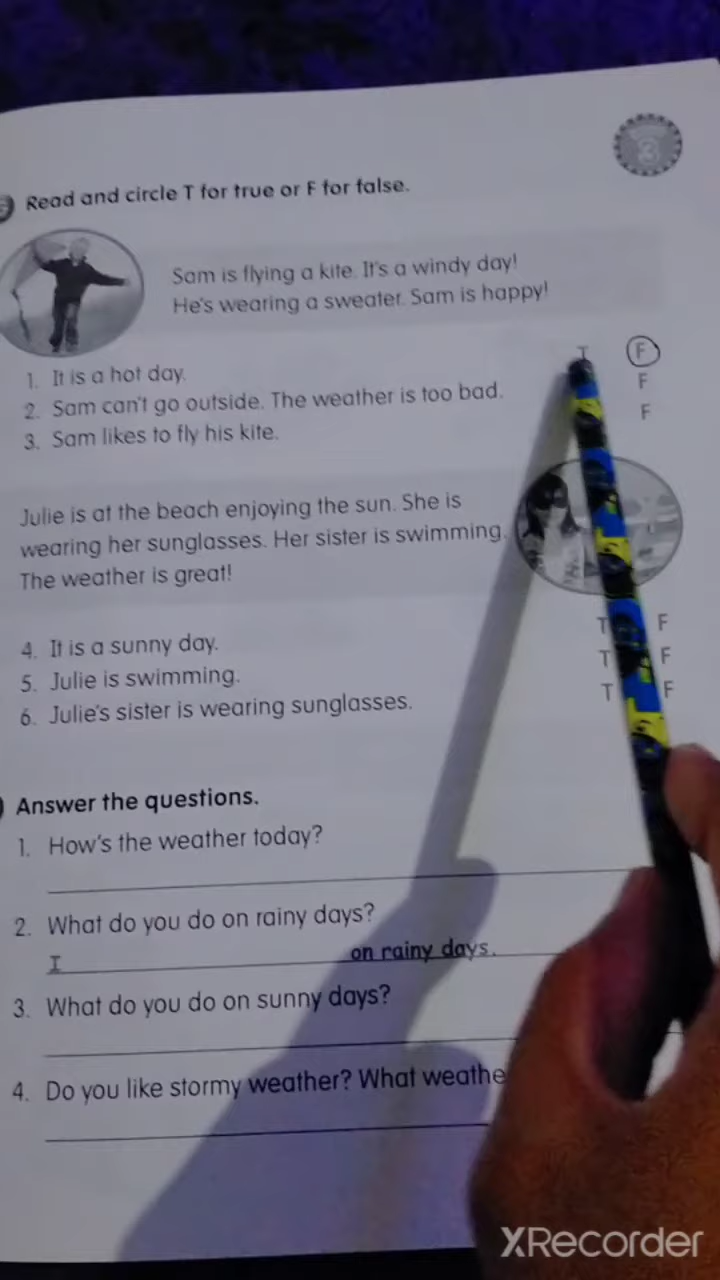 Read and circle T for true or F for false.
Sam is flying a kite. It's a windy day!
He's wearing a sweater. Sam is happy!
1. It is a hot day. T F
2. Sam can't go outside. The weather is too bad. F
3. Sam likes to fly his kite. F
Julie is at the beach enjoying the sun. She is
wearing her sunglasses. Her sister is swimming.
The weather is great!
4. It is a sunny day. T F
5. Julie is swimming. T F
6. Julie's sister is wearing sunglasses. T F
Answer the questions.
1. How's the weather today?
2. What do you do on rainy days?
I on rainy days.
3. What do you do on sunny days?
4. Do you like stormy weather? What
XRecorder